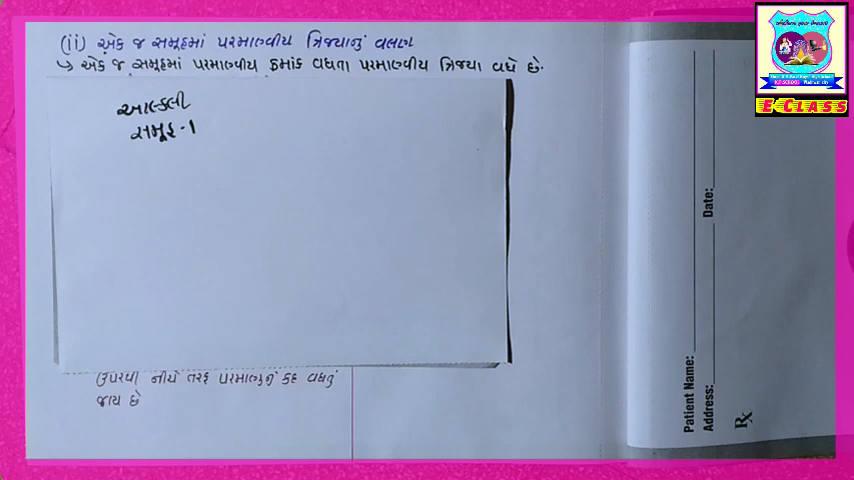 (ii) એક જ સમૂહમાં પરમાણ્વીય ત્રિજ્યાનું વલણ
↳ એક જ સમૂહમાં પરમાણ્વીય ક્રમાંક વધતા પરમાણ્વીય ત્રિજ્યા વધે છે.
આલ્કલી
સમૂહ-1
ઉપરથી નીચે તરફ પરમાણુનું કદ વધતું
જાય છે
Patient Name:
Address:
Date:
Rx
E CLASS